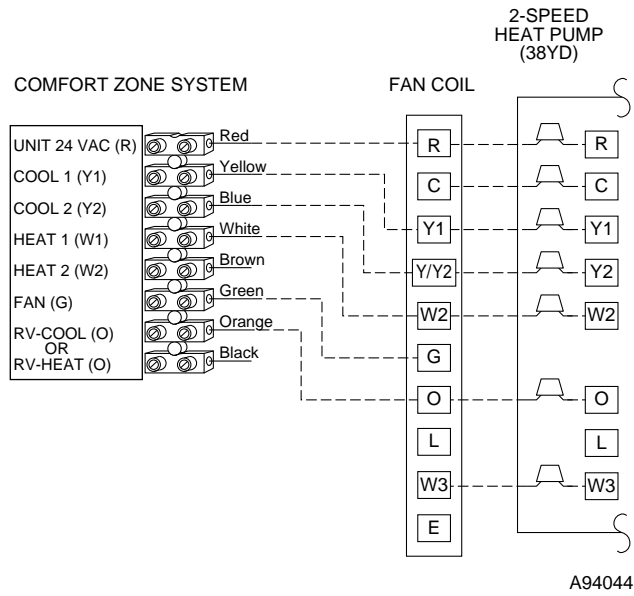 2-SPEED
HEAT PUMP
(38YD)
COMFORT ZONE SYSTEM
FAN COIL
UNIT 24 VAC (R)
Red
R
R
COOL 1 (Y1)
Yellow
C
C
COOL 2 (Y2)
Blue
Y1
Y1
HEAT 1 (W1)
White
HEAT 2 (W2)
Brown
Y/Y2
Y2
FAN (G)
Green
W2
W2
RV-COOL (O)
Orange
OR
RV-HEAT (O)
Black
G
O
O
L
L
W3
W3
E
A94044